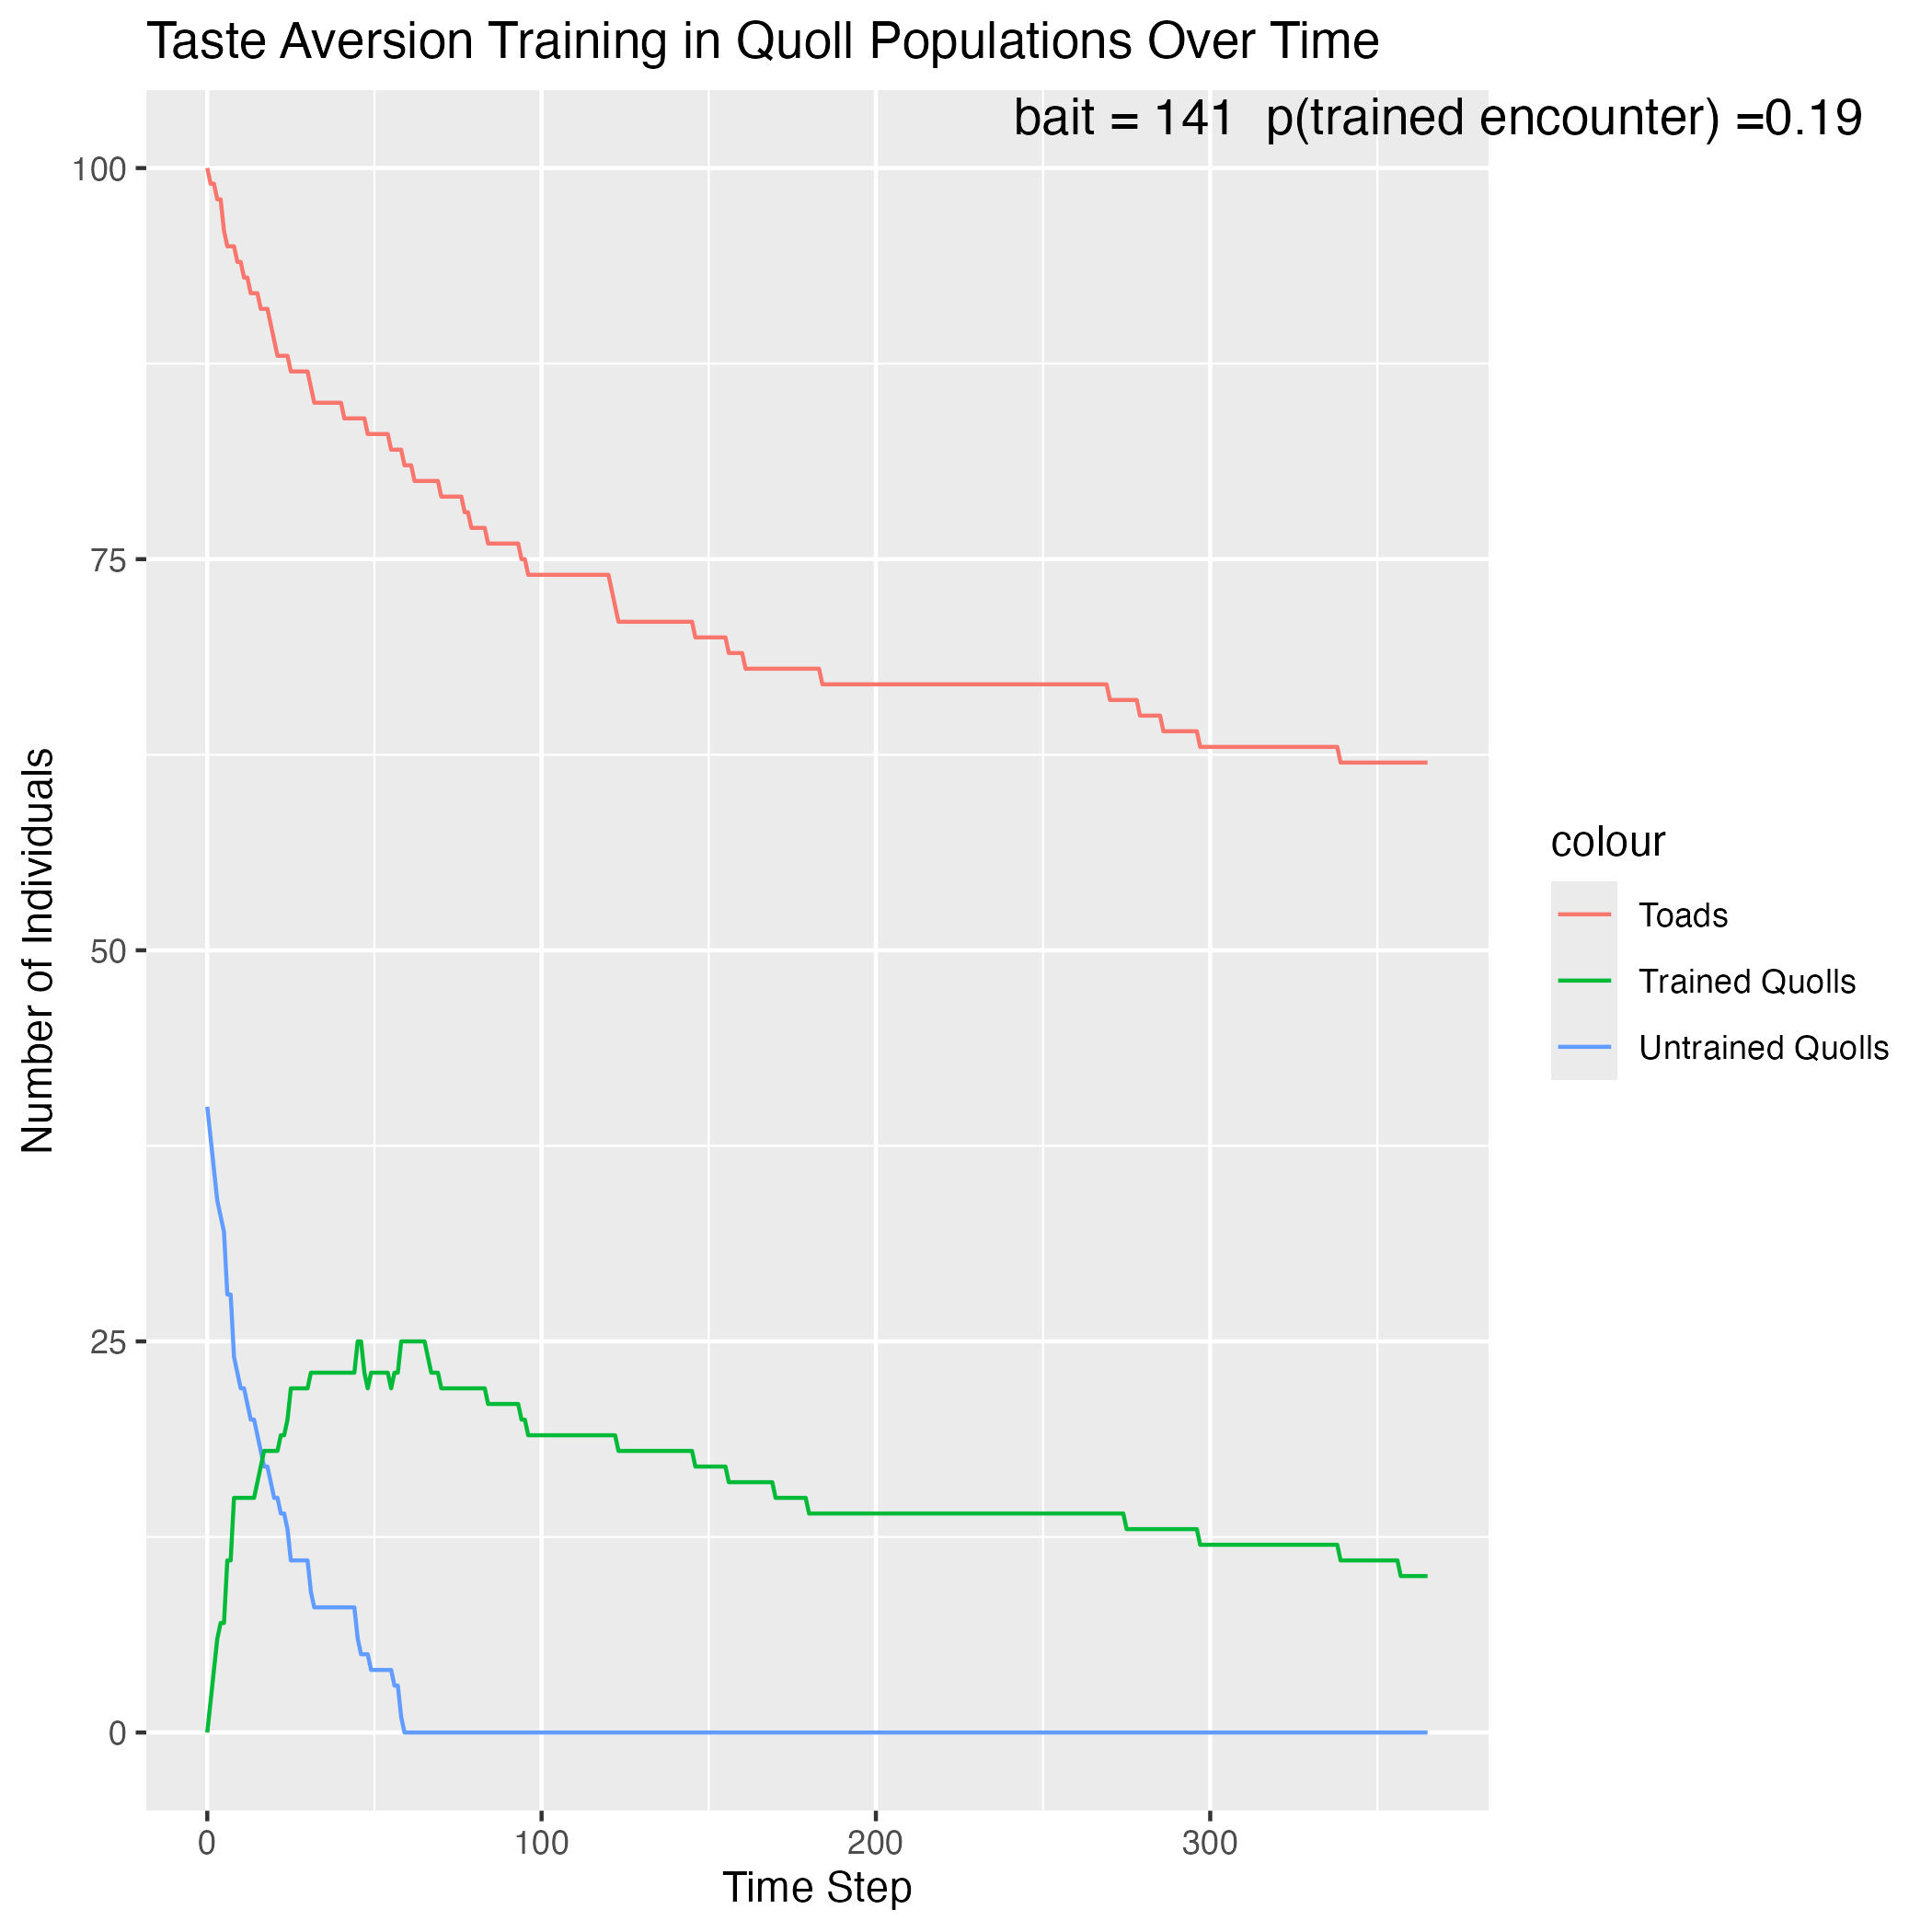 Taste Aversion Training in Quoll Populations Over Time
bait = 141  p(trained encounter) =0.19
100
75
50
25
0
Number of Individuals
0
100
200
300
Time Step
colour
Toads
Trained Quolls
Untrained Quolls